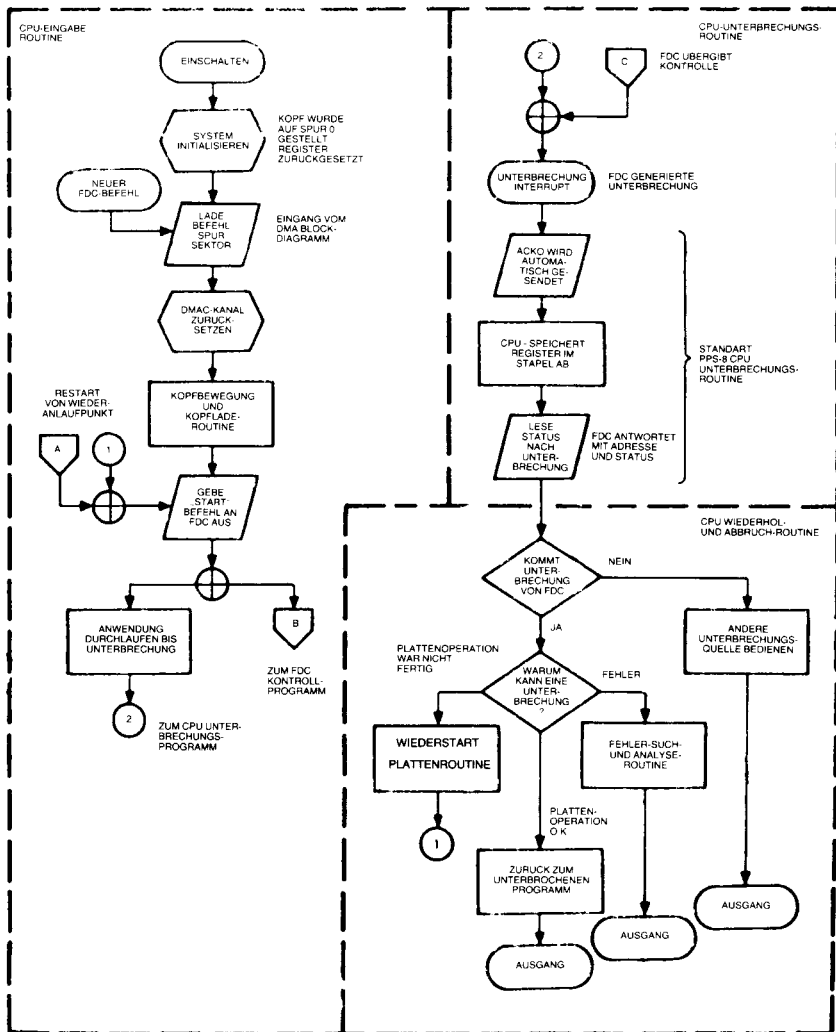 CPU-EINGABE
ROUTINE
EINSCHALTEN
SYSTEM
INITIALISIEREN
KOPF WURDE
AUF SPUR 0
GESTELLT
REGISTER
ZURUCKGESETZT
NEUER
FDC-BEFEHL
LADE
BEFEHL
SPUR
SEKTOR
EINGANG VOM
DMA BLOCK-
DIAGRAMM
DMAC-KANAL
ZURUCK-
SETZEN
RESTART
VON WIEDER-
ANLAUFPUNKT
KOPFBEWEGUNG
UND
KOPFLADE-
ROUTINE
A
1
GEBE
„START"
BEFEHL AN
FDC AUS
ANWENDUNG
DURCHLAUFEN BIS
UNTERBRECHUNG
B
ZUM FDC
KONTROLL-
PROGRAMM
2
ZUM CPU UNTER-
BRECHUNGS-
PROGRAMM
CPU-UNTERBRECHUNGS-
ROUTINE
2
C
FDC UBERGIBT
KONTROLLE
UNTERBRECHUNG
INTERRUPT
FDC GENERIERTE
UNTERBRECHUNG
ACKO WIRD
AUTOMA-
TISCH GE-
SENDET
CPU - SPEICHERT
REGISTER IM
STAPEL AB
STANDART
PPS-8 CPU
UNTERBRECHUNGS-
ROUTINE
LESE
STATUS
NACH
UNTER-
BRECHUNG
FDC ANTWORTET
MIT ADRESSE
UND STATUS
CPU WIEDERHOL-
UND ABBRUCH-ROUTINE
KOMMT
UNTER-
BRECHUNG
VON FDC
NEIN
JA
ANDERE
UNTERBRECHUNGS-
QUELLE BEDIENEN
PLATTENOPERATION
WAR NICHT
FERTIG
WARUM
KANN EINE
UNTER-
BRECHUNG
?
FEHLER
WIEDERSTART
PLATTENROUTINE
FEHLER-SUCH-
UND ANALYSE-
ROUTINE
1
PLATTEN-
OPERATION
O K
ZURUCK ZUM
UNTERBROCHENEN
PROGRAMM
AUSGANG
AUSGANG
AUSGANG